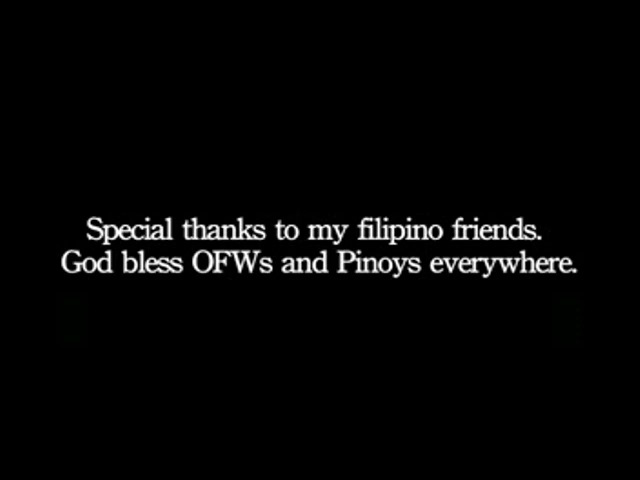 Special thanks to my filipino friends.
God bless OFWs and Pinoys everywhere.